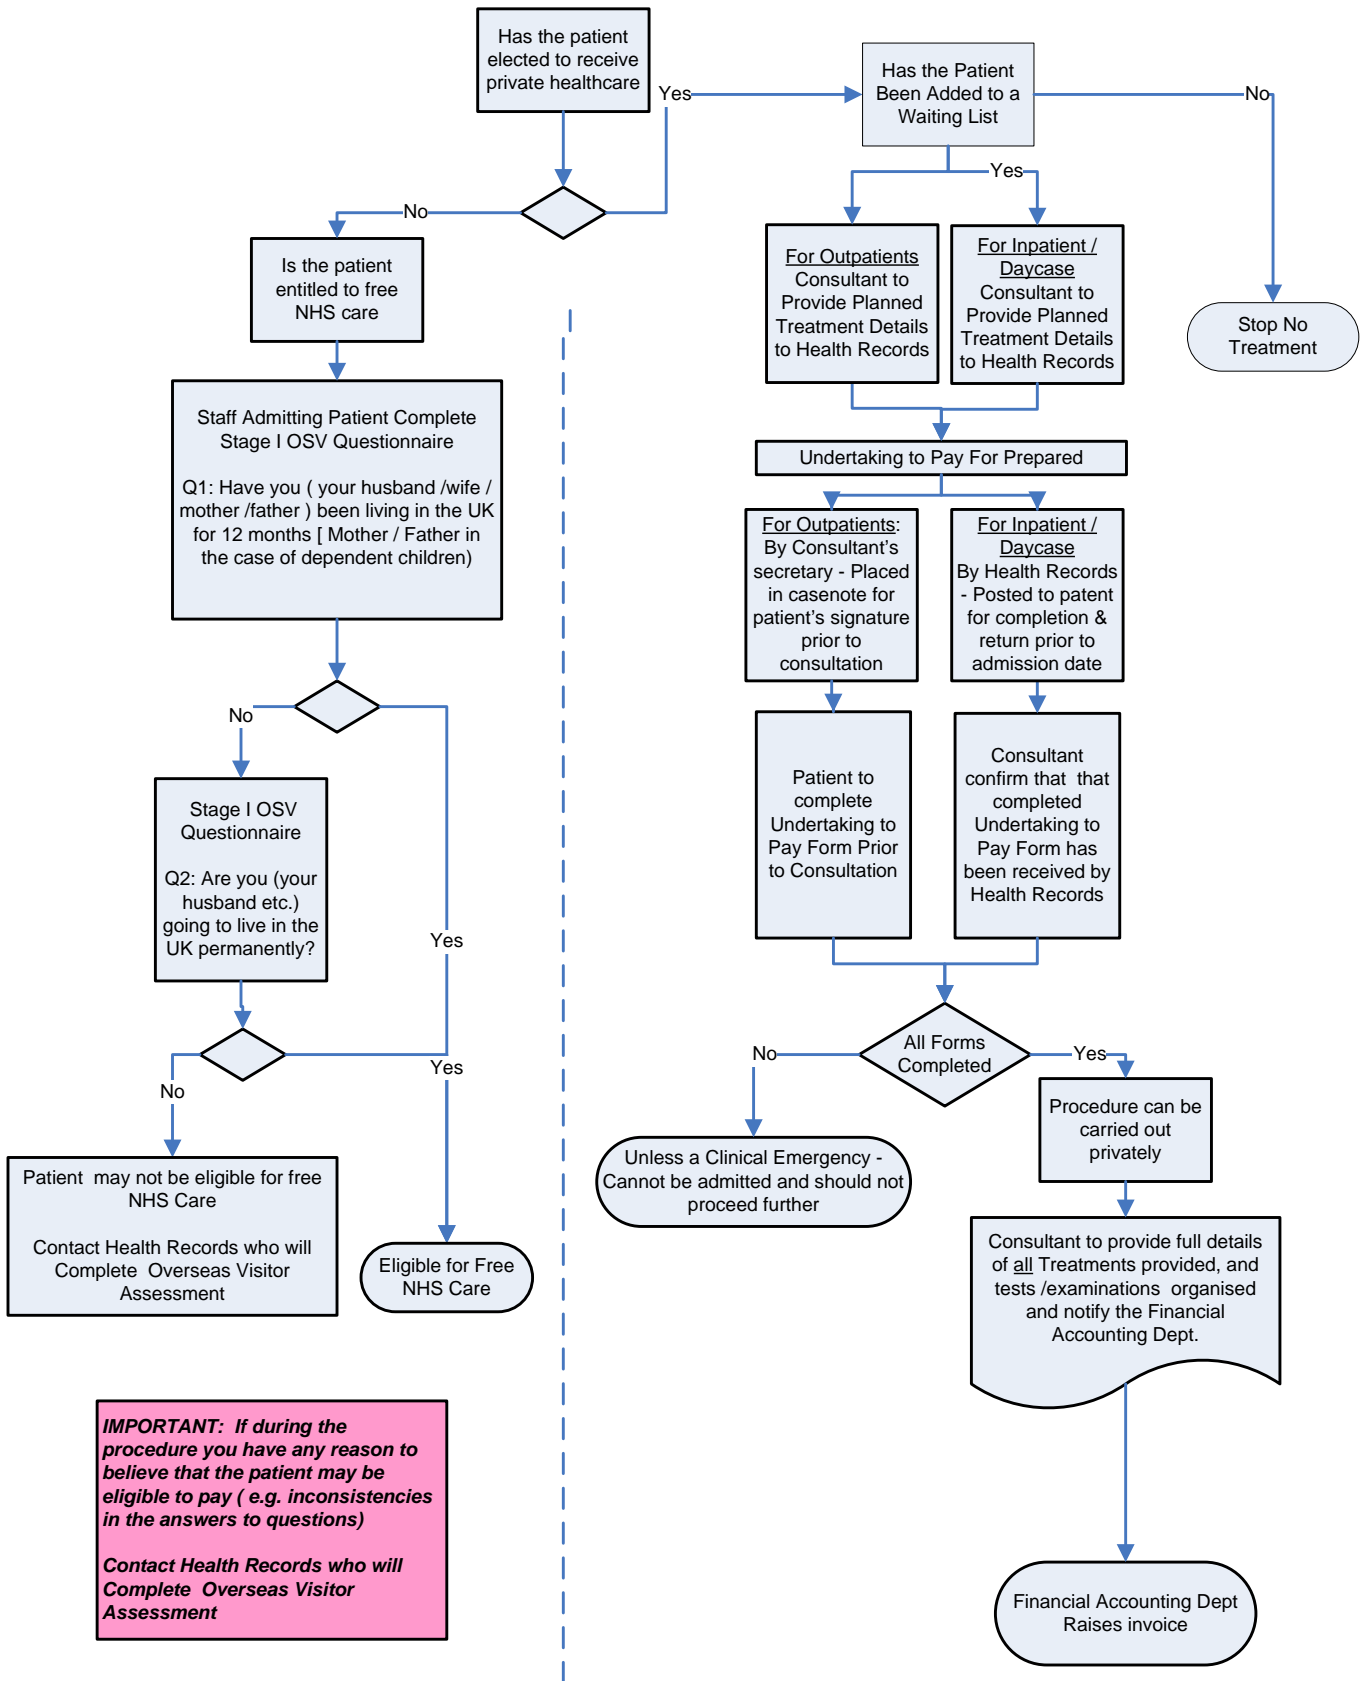 Has the patient
elected to receive
private healthcare
Yes
Has the Patient
Been Added to a
Waiting List
No
Yes
No
Is the patient
entitled to free
NHS care
For Outpatients
Consultant to
Provide Planned
Treatment Details
to Health Records
For Inpatient /
Daycase
Consultant to
Provide Planned
Treatment Details
to Health Records
Stop No
Treatment
Staff Admitting Patient Complete
Stage I OSV Questionnaire
Q1: Have you ( your husband /wife /
mother /father ) been living in the UK
for 12 months [ Mother / Father in
the case of dependent children)
Undertaking to Pay For Prepared
For Outpatients:
By Consultant’s
secretary - Placed
in casenote for
patient’s signature
prior to
consultation
For Inpatient /
Daycase
By Health Records
- Posted to patent
for completion &
return prior to
admission date
No
Stage I OSV
Questionnaire
Q2: Are you (your
husband etc.)
going to live in the
UK permanently?
Yes
Patient to
complete
Undertaking to
Pay Form Prior
to Consultation
Consultant
confirm that  that
completed
Undertaking to
Pay Form has
been received by
Health Records
All Forms
Completed
No
Yes
Yes
No
Procedure can be
carried out
privately
Unless a Clinical Emergency -
Cannot be admitted and should not
proceed further
Patient  may not be eligible for free
NHS Care
Contact Health Records who will
Complete  Overseas Visitor
Assessment
Eligible for Free
NHS Care
Consultant to provide full details
of all Treatments provided, and
tests /examinations  organised
and notify the Financial
Accounting Dept.
IMPORTANT:  If during the
procedure you have any reason to
believe that the patient may be
eligible to pay ( e.g. inconsistencies
in the answers to questions)
Contact Health Records who will
Complete  Overseas Visitor
Assessment
Financial Accounting Dept
Raises invoice